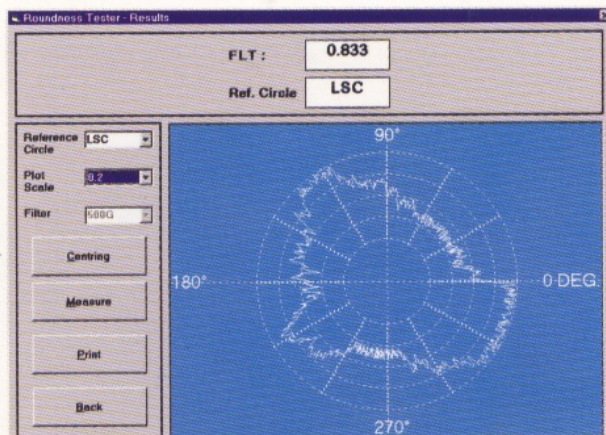 Roundness Tester - Results
FLT :
0.833
Ref. Circle
LSC
Reference Circle
LSC
Plot Scale
0.2
Filter
500G
Centring
Measure
Print
Back
90°
180°
0 DEG.
270°